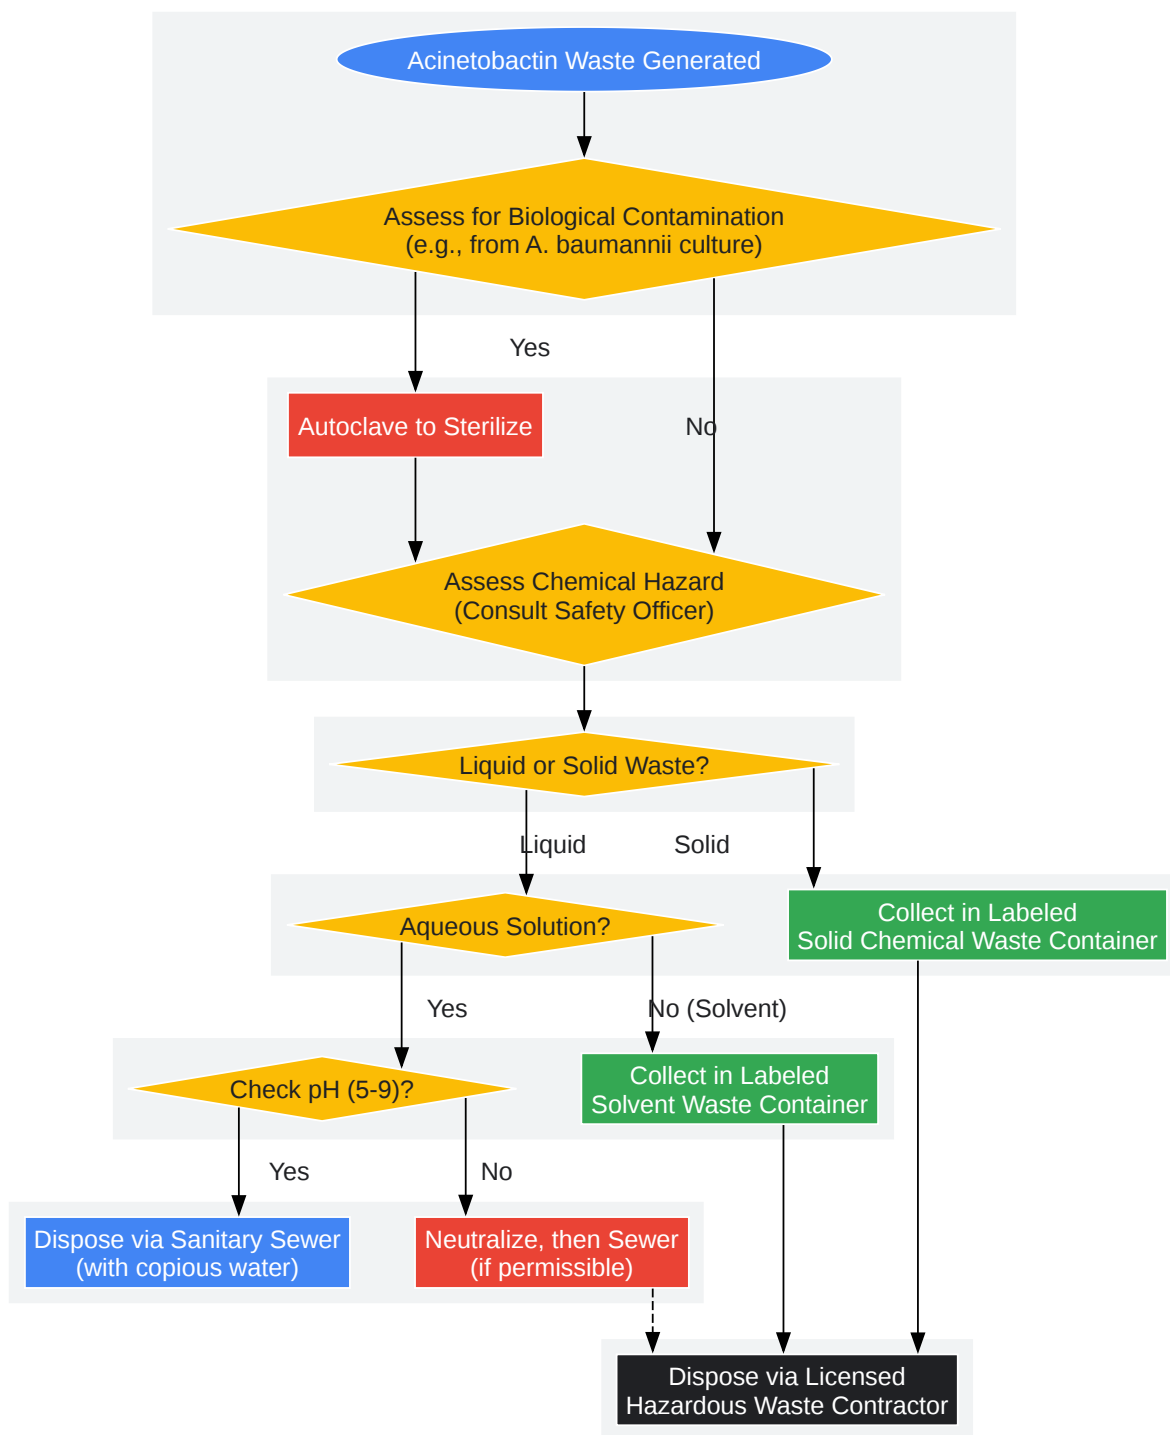 Acinetobactin Waste Generated
Assess for Biological Contamination
(e.g., from A. baumannii culture)
Yes
Autoclave to Sterilize
No
Assess Chemical Hazard
(Consult Safety Officer)
Liquid or Solid Waste?
Liquid
Solid
Aqueous Solution?
Collect in Labeled
Solid Chemical Waste Container
Yes
No (Solvent)
Check pH (5-9)?
Collect in Labeled
Solvent Waste Container
Yes
No
Dispose via Sanitary Sewer
(with copious water)
Neutralize, then Sewer
(if permissible)
Dispose via Licensed
Hazardous Waste Contractor